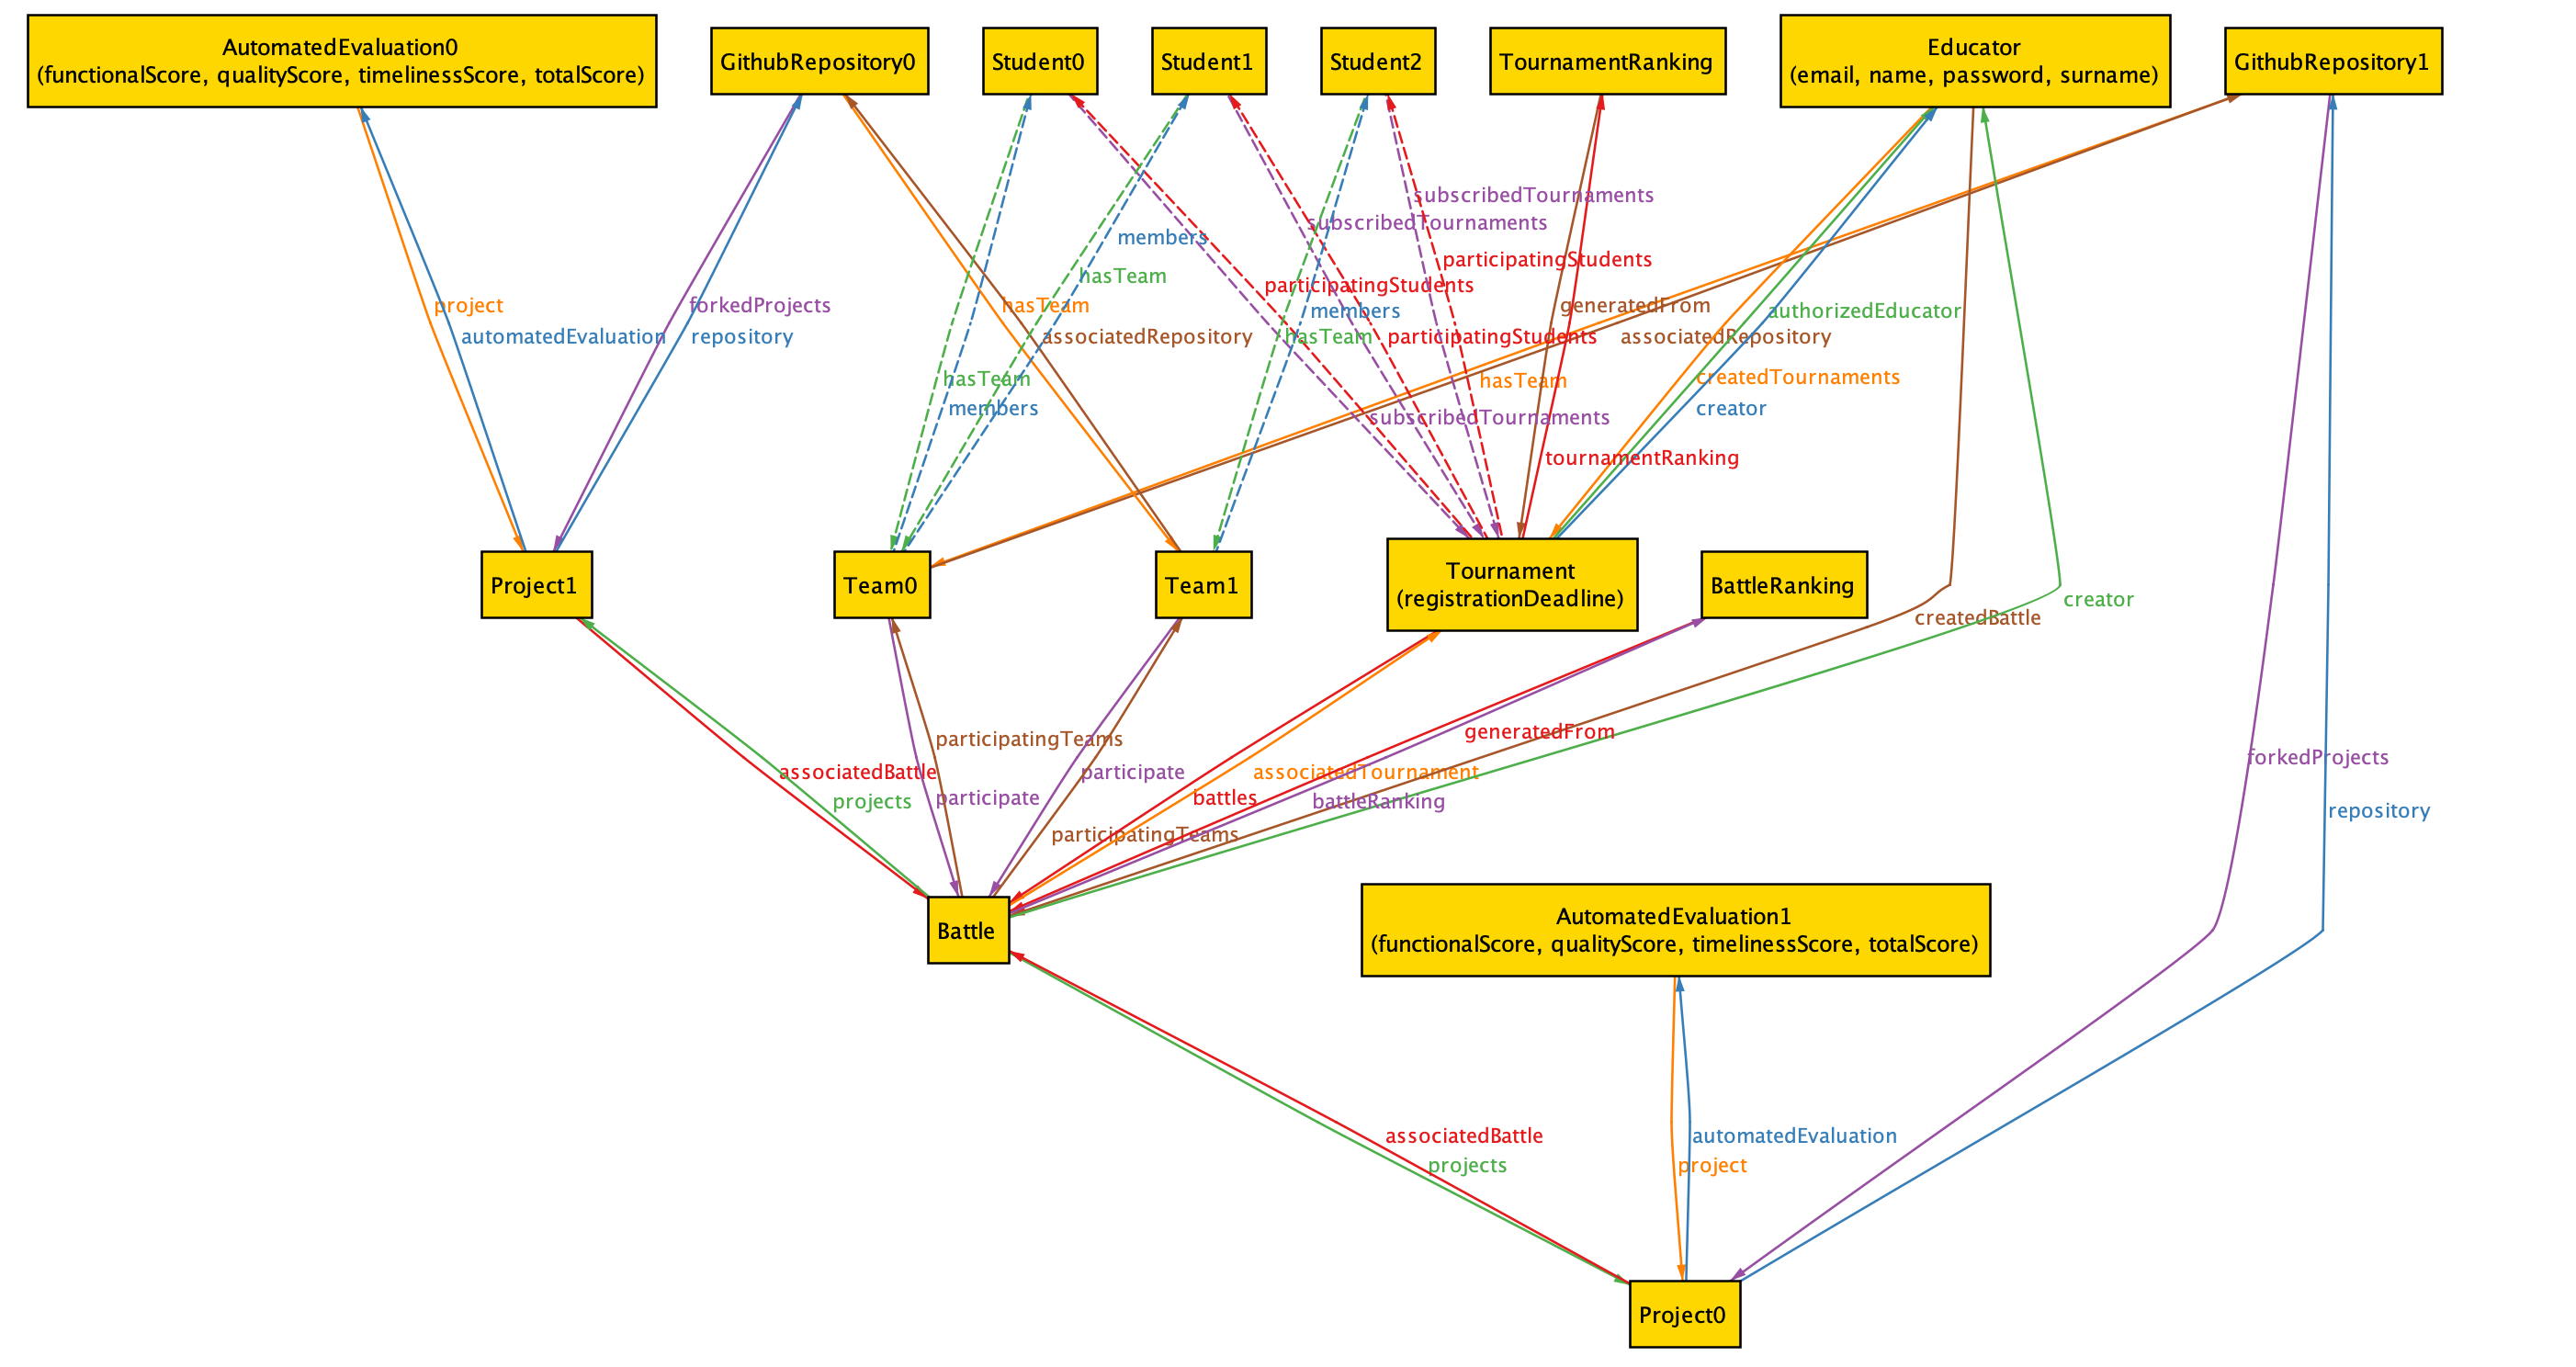 AutomatedEvaluation0
(functionalScore, qualityScore, timelinessScore, totalScore)
GithubRepository0
Student0
Student1
Student2
TournamentRanking
Educator
(email, name, password, surname)
GithubRepository1
subscribedTournaments
subscribedTournaments
members
participatingStudents
hasTeam
participatingStudents
project
forkedProjects
hasTeam
members
generatedFrom
authorizedEducator
automatedEvaluation
repository
associatedRepository
hasTeam
participatingStudents
associatedRepository
hasTeam
hasTeam
createdTournaments
members
creator
subscribedTournaments
tournamentRanking
Project1
Team0
Team1
Tournament
(registrationDeadline)
BattleRanking
creator
createdBattle
participatingTeams
generatedFrom
forkedProjects
associatedBattle
participate
associatedTournament
projects
participate
battles
battleRanking
repository
participatingTeams
Battle
AutomatedEvaluation1
(functionalScore, qualityScore, timelinessScore, totalScore)
associatedBattle
automatedEvaluation
projects
project
Project0